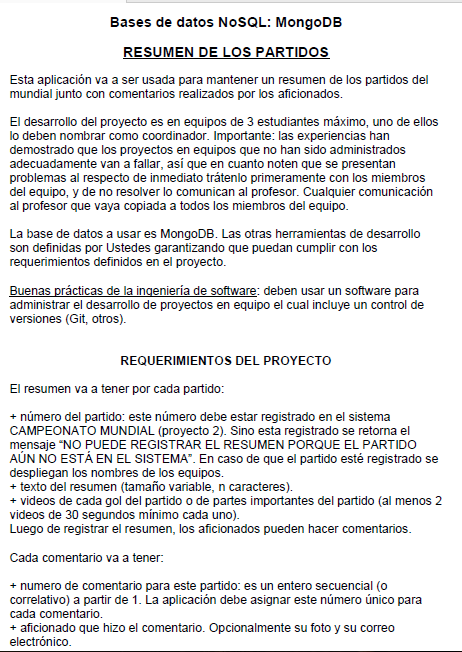 Bases de datos NoSQL: MongoDB
RESUMEN DE LOS PARTIDOS
Esta aplicación va a ser usada para mantener un resumen de los partidos del
mundial junto con comentarios realizados por los aficionados.
El desarrollo del proyecto es en equipos de 3 estudiantes máximo, uno de ellos
lo deben nombrar como coordinador. Importante: las experiencias han
demostrado que los proyectos en equipos que no han sido administrados
adecuadamente van a fallar, así que en cuanto noten que se presentan
problemas al respecto de inmediato trátenlo primeramente con los miembros
del equipo, y de no resolver lo comunican al profesor. Cualquier comunicación
al profesor que vaya copiada a todos los miembros del equipo.
La base de datos a usar es MongoDB. Las otras herramientas de desarrollo
son definidas por Ustedes garantizando que puedan cumplir con los
requerimientos definidos en el proyecto.
Buenas prácticas de la ingeniería de software: deben usar un software para
administrar el desarrollo de proyectos en equipo el cual incluye un control de
versiones (Git, otros).
REQUERIMIENTOS DEL PROYECTO
El resumen va a tener por cada partido:
+ número del partido: este número debe estar registrado en el sistema
CAMPEONATO MUNDIAL (proyecto 2). Sino esta registrado se retorna el
mensaje “NO PUEDE REGISTRAR EL RESUMEN PORQUE EL PARTIDO
AÚN NO ESTÁ EN EL SISTEMA”. En caso de que el partido esté registrado se
despliegan los nombres de los equipos.
+ texto del resumen (tamaño variable, n caracteres).
+ videos de cada gol del partido o de partes importantes del partido (al menos 2
videos de 30 segundos mínimo cada uno).
Luego de registrar el resumen, los aficionados pueden hacer comentarios.
Cada comentario va a tener:
+ numero de comentario para este partido: es un entero secuencial (o
correlativo) a partir de 1. La aplicación debe asignar este número único para
cada comentario.
+ aficionado que hizo el comentario. Opcionalmente su foto y su correo
electrónico.